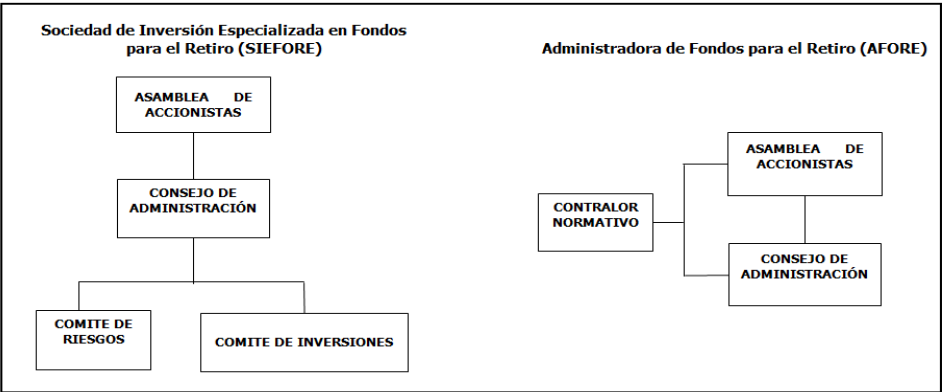 Sociedad de Inversión Especializada en Fondos
para el Retiro (SIEFORE)
ASAMBLEA DE
ACCIONISTAS
CONSEJO DE
ADMINISTRACIÓN
COMITE DE
RIESGOS
COMITE DE INVERSIONES
Administradora de Fondos para el Retiro (AFORE)
ASAMBLEA DE
ACCIONISTAS
CONTRALOR
NORMATIVO
CONSEJO DE
ADMINISTRACIÓN